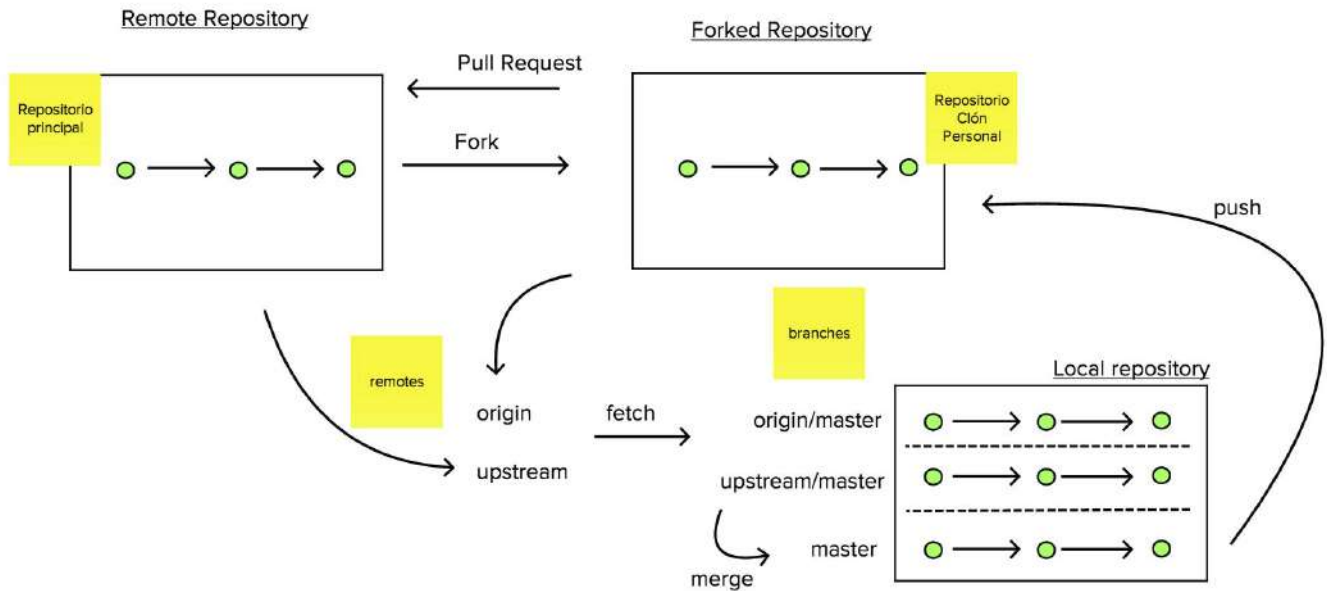 Remote Repository
Forked Repository
Pull Request
Repositorio
principal
Repositorio
Clón
Personal
Fork
push
branches
remotes
Local repository
origin
fetch
origin/master
upstream
upstream/master
master
merge